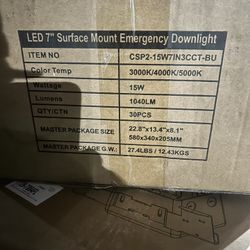 LED 7" Surface Mount Emergency Downlight
ITEM NO CSP2-15W7IN3CCT-BU
Color Temp 3000K/4000K/5000K
Wattage 15W
Lumens 1040LM
QTY/CTN 30PCS
MASTER PACKAGE SIZE 22.8"x13.4"x8.1"
580x340x205MM
MASTER PACKAGE G.W.: 27.4LBS / 12.43KGS